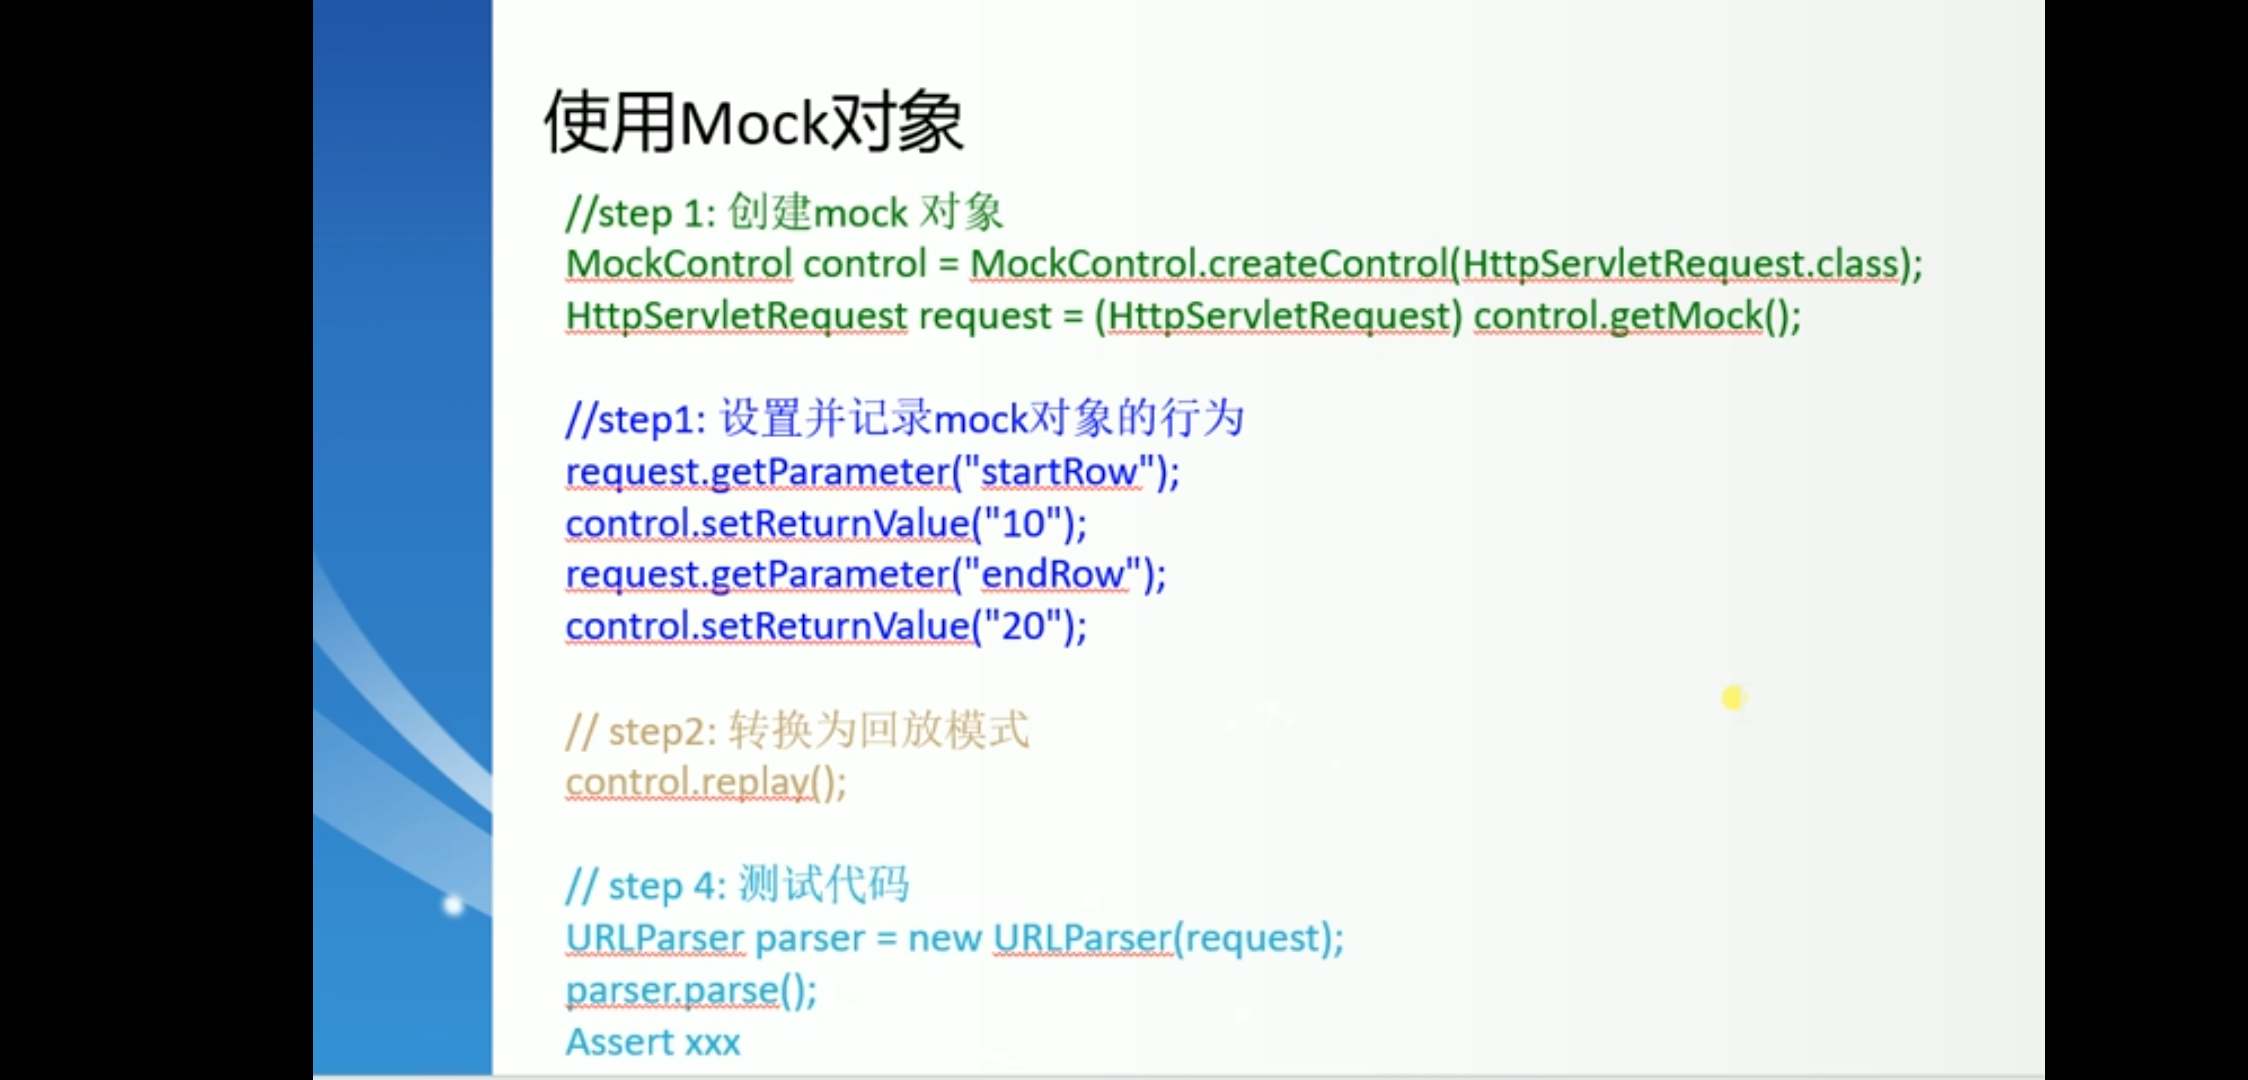 使用Mock对象
//step 1: 创建mock 对象
MockControl control = MockControl.createControl(HttpServletRequest.class);
HttpServletRequest request = (HttpServletRequest) control.getMock();
//step1: 设置并记录mock对象的行为
request.getParameter("startRow");
control.setReturnValue("10");
request.getParameter("endRow");
control.setReturnValue("20");
// step2: 转换为回放模式
control.replay();
// step 4: 测试代码
URLParser parser = new URLParser(request);
parser.parse();
Assert xxx